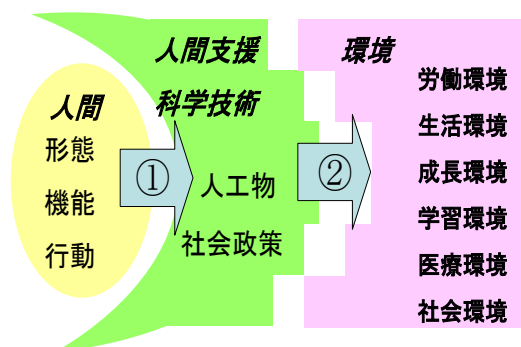 人間
形態
機能
行動
①
人間支援
科学技術
人工物
社会政策
②
環境
労働環境
生活環境
成長環境
学習環境
医療環境
社会環境